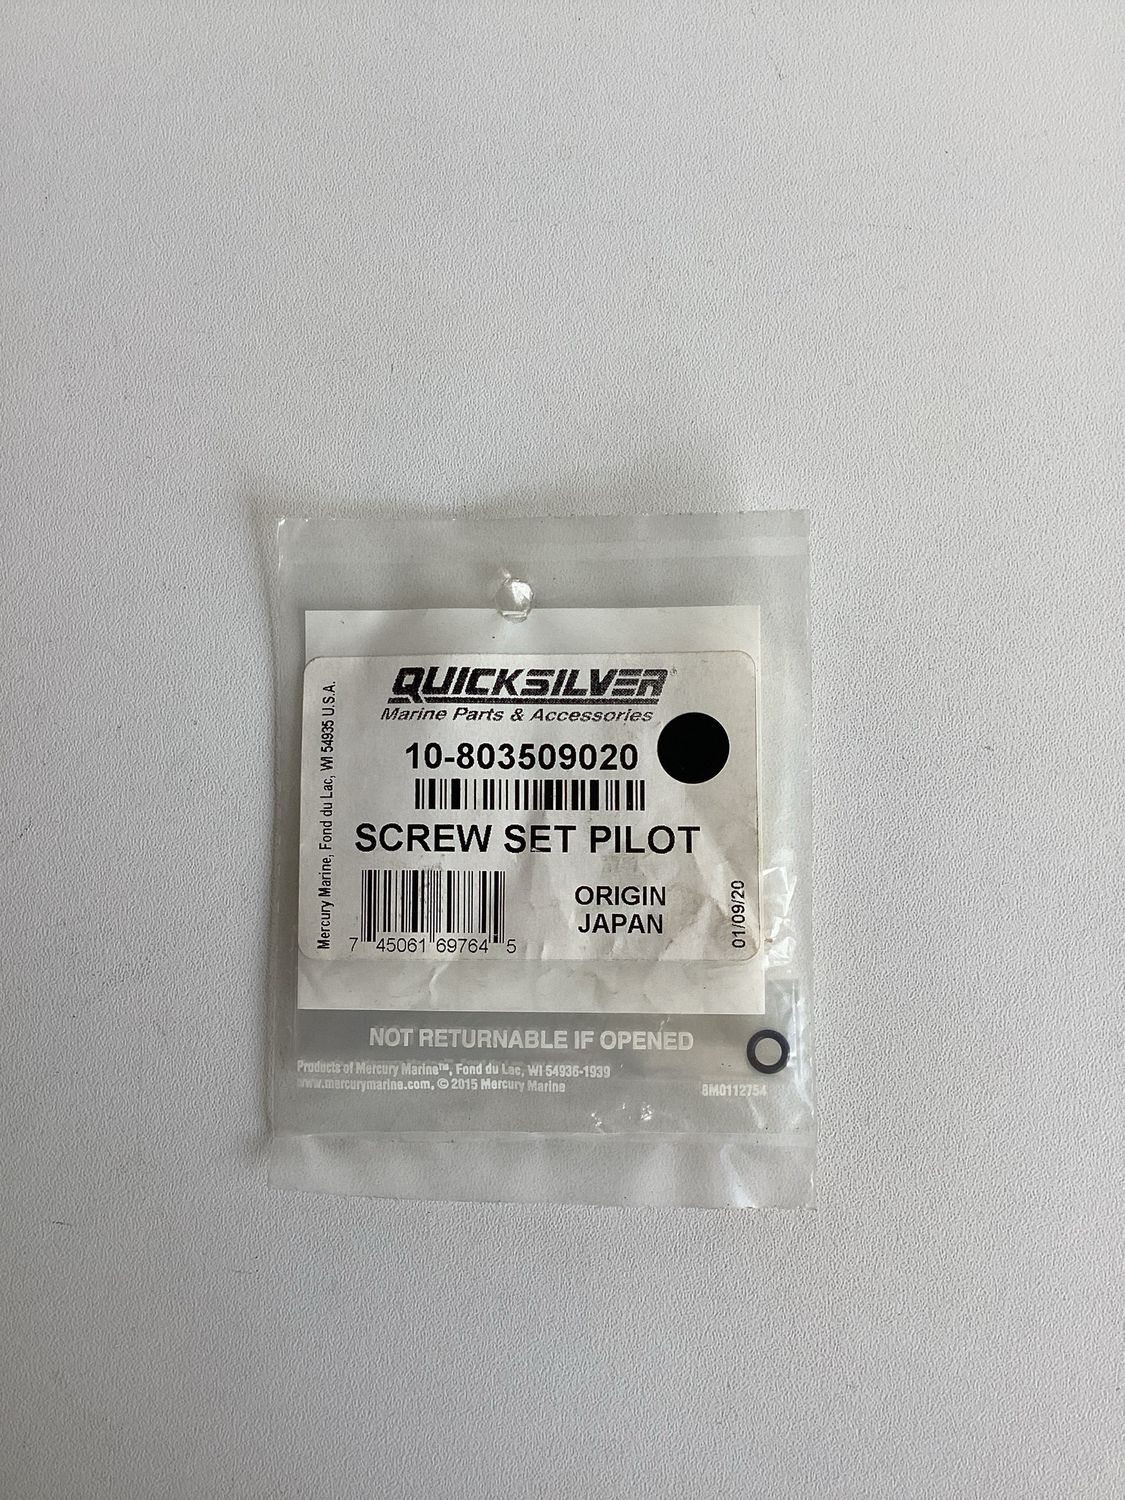 QUICKSILVER®
Marine Parts & Accessories
10-803509020
SCREW SET PILOT
ORIGIN
JAPAN
7 45061 69764 5
Mercury Marine, Fond du Lac, WI 54935 U.S.A.
01/09/20
NOT RETURNABLE IF OPENED
Products of Mercury Marine™, Fond du Lac, WI 54936-1939
www.mercurymarine.com, © 2015 Mercury Marine
8M0112754